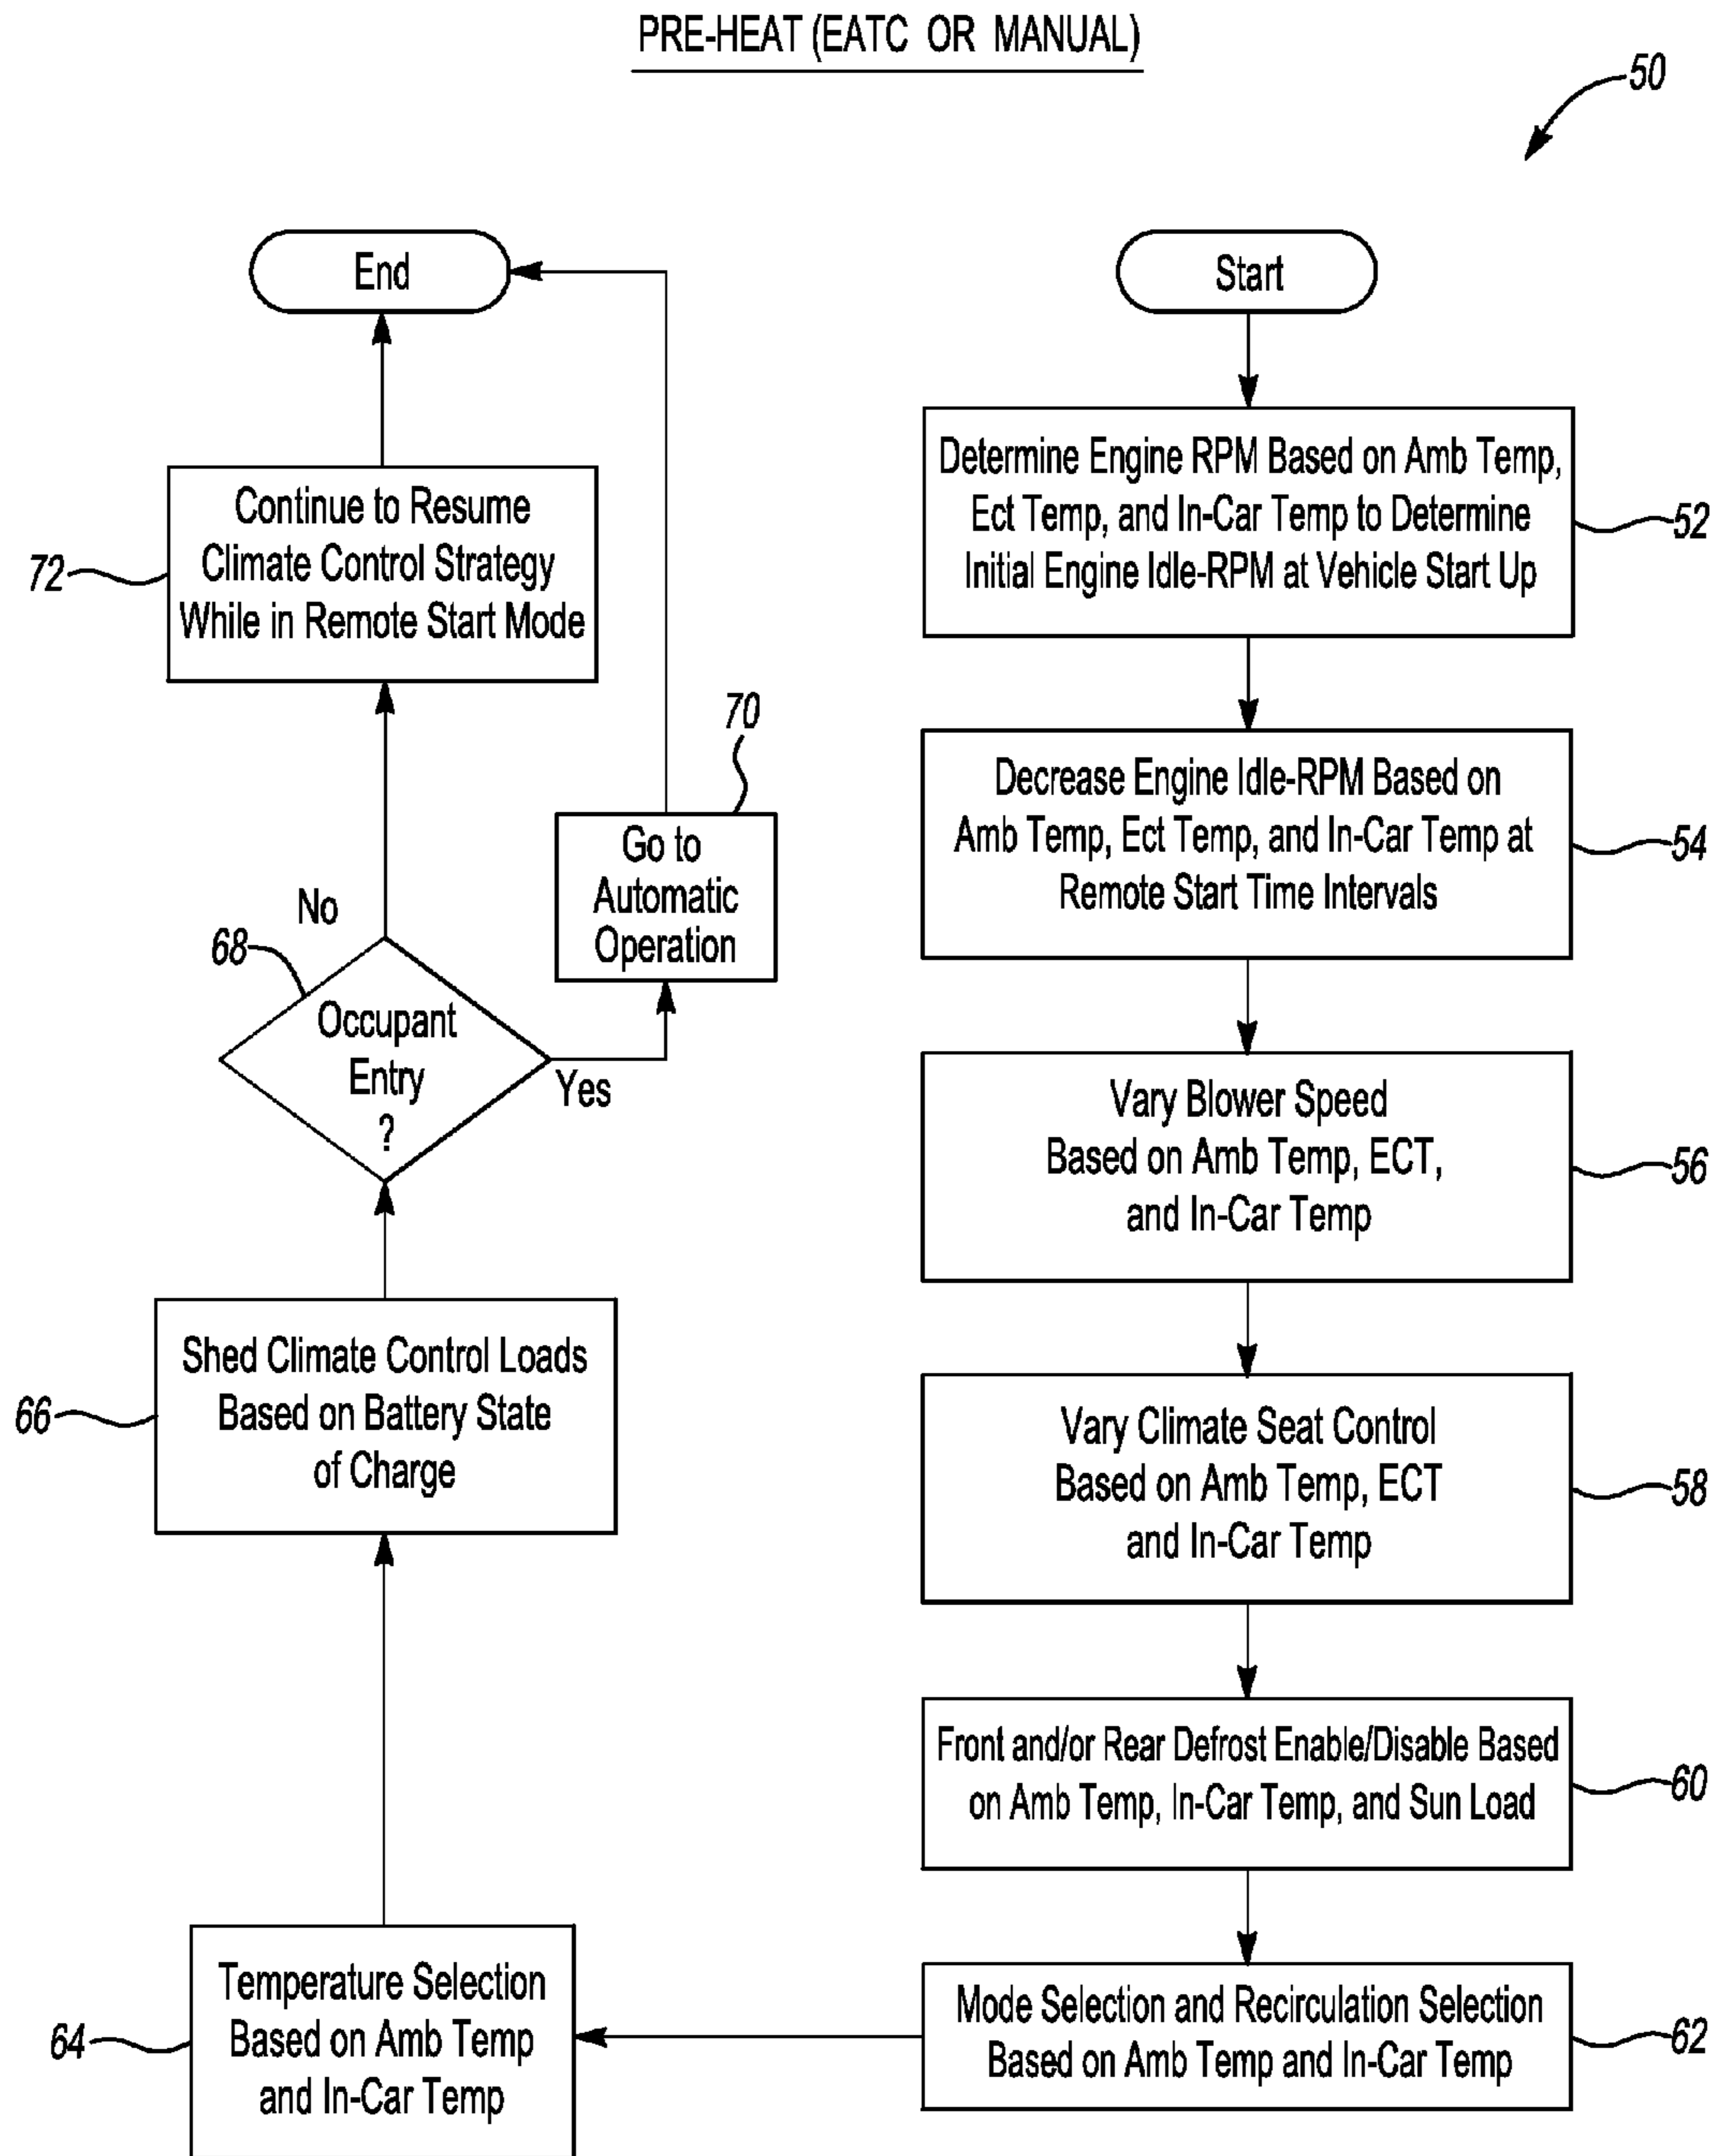 PRE-HEAT (EATC OR MANUAL)
50
Start
Determine Engine RPM Based on Amb Temp,
Ect Temp, and In-Car Temp to Determine
Initial Engine Idle-RPM at Vehicle Start Up
52
Decrease Engine Idle-RPM Based on
Amb Temp, Ect Temp, and In-Car Temp at
Remote Start Time Intervals
54
Vary Blower Speed
Based on Amb Temp, ECT,
and In-Car Temp
56
Vary Climate Seat Control
Based on Amb Temp, ECT
and In-Car Temp
58
Front and/or Rear Defrost Enable/Disable Based
on Amb Temp, In-Car Temp, and Sun Load
60
Mode Selection and Recirculation Selection
Based on Amb Temp and In-Car Temp
62
Temperature Selection
Based on Amb Temp
and In-Car Temp
64
Shed Climate Control Loads
Based on Battery State
of Charge
66
Occupant
Entry
?
68
Yes
No
Go to
Automatic
Operation
70
Continue to Resume
Climate Control Strategy
While in Remote Start Mode
72
End